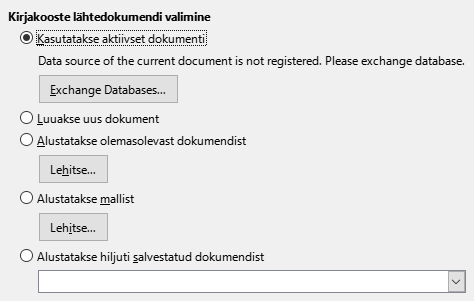 Kirjakooste lähtedokumendi valimine
Kasutatakse aktiivset dokumenti
Data source of the current document is not registered. Please exchange database.
Exchange Databases...
Luuakse uus dokument
Alustatakse olemasolevast dokumendist
Lehitse...
Alustatakse mallist
Lehitse...
Alustatakse hiljuti salvestatud dokumendist